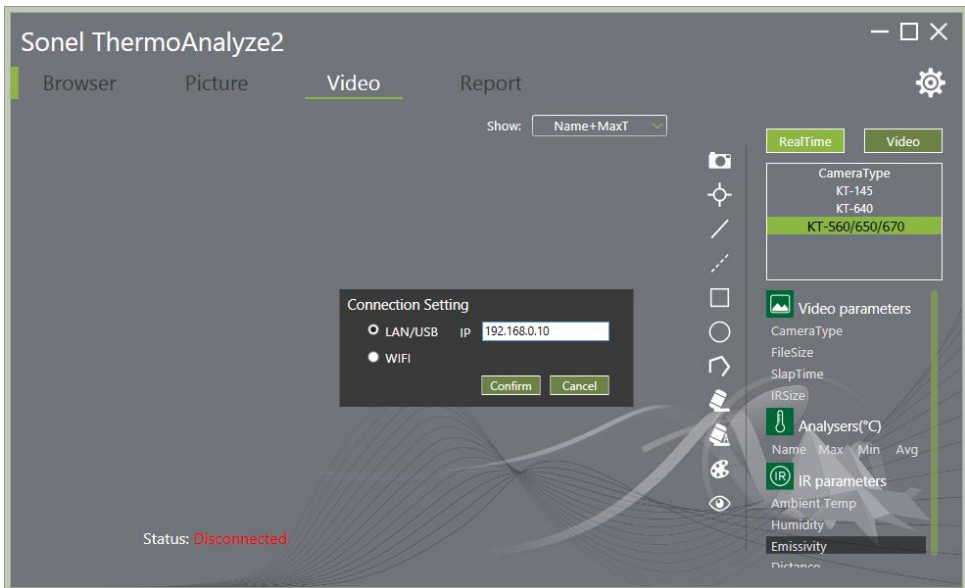 Sonel ThermoAnalyze2
Browser Picture Video Report
Show: Name+MaxT
RealTime Video
CameraType
KT-145
KT-640
KT-560/650/670
Connection Setting
LAN/USB IP 192.168.0.10
WIFI
Confirm Cancel
Video parameters
CameraType
FileSize
SlapTime
IRSize
Analysers(°C)
Name Max Min Avg
IR IR parameters
Ambient Temp
Humidity
Emissivity
Distance
Status: Disconnected